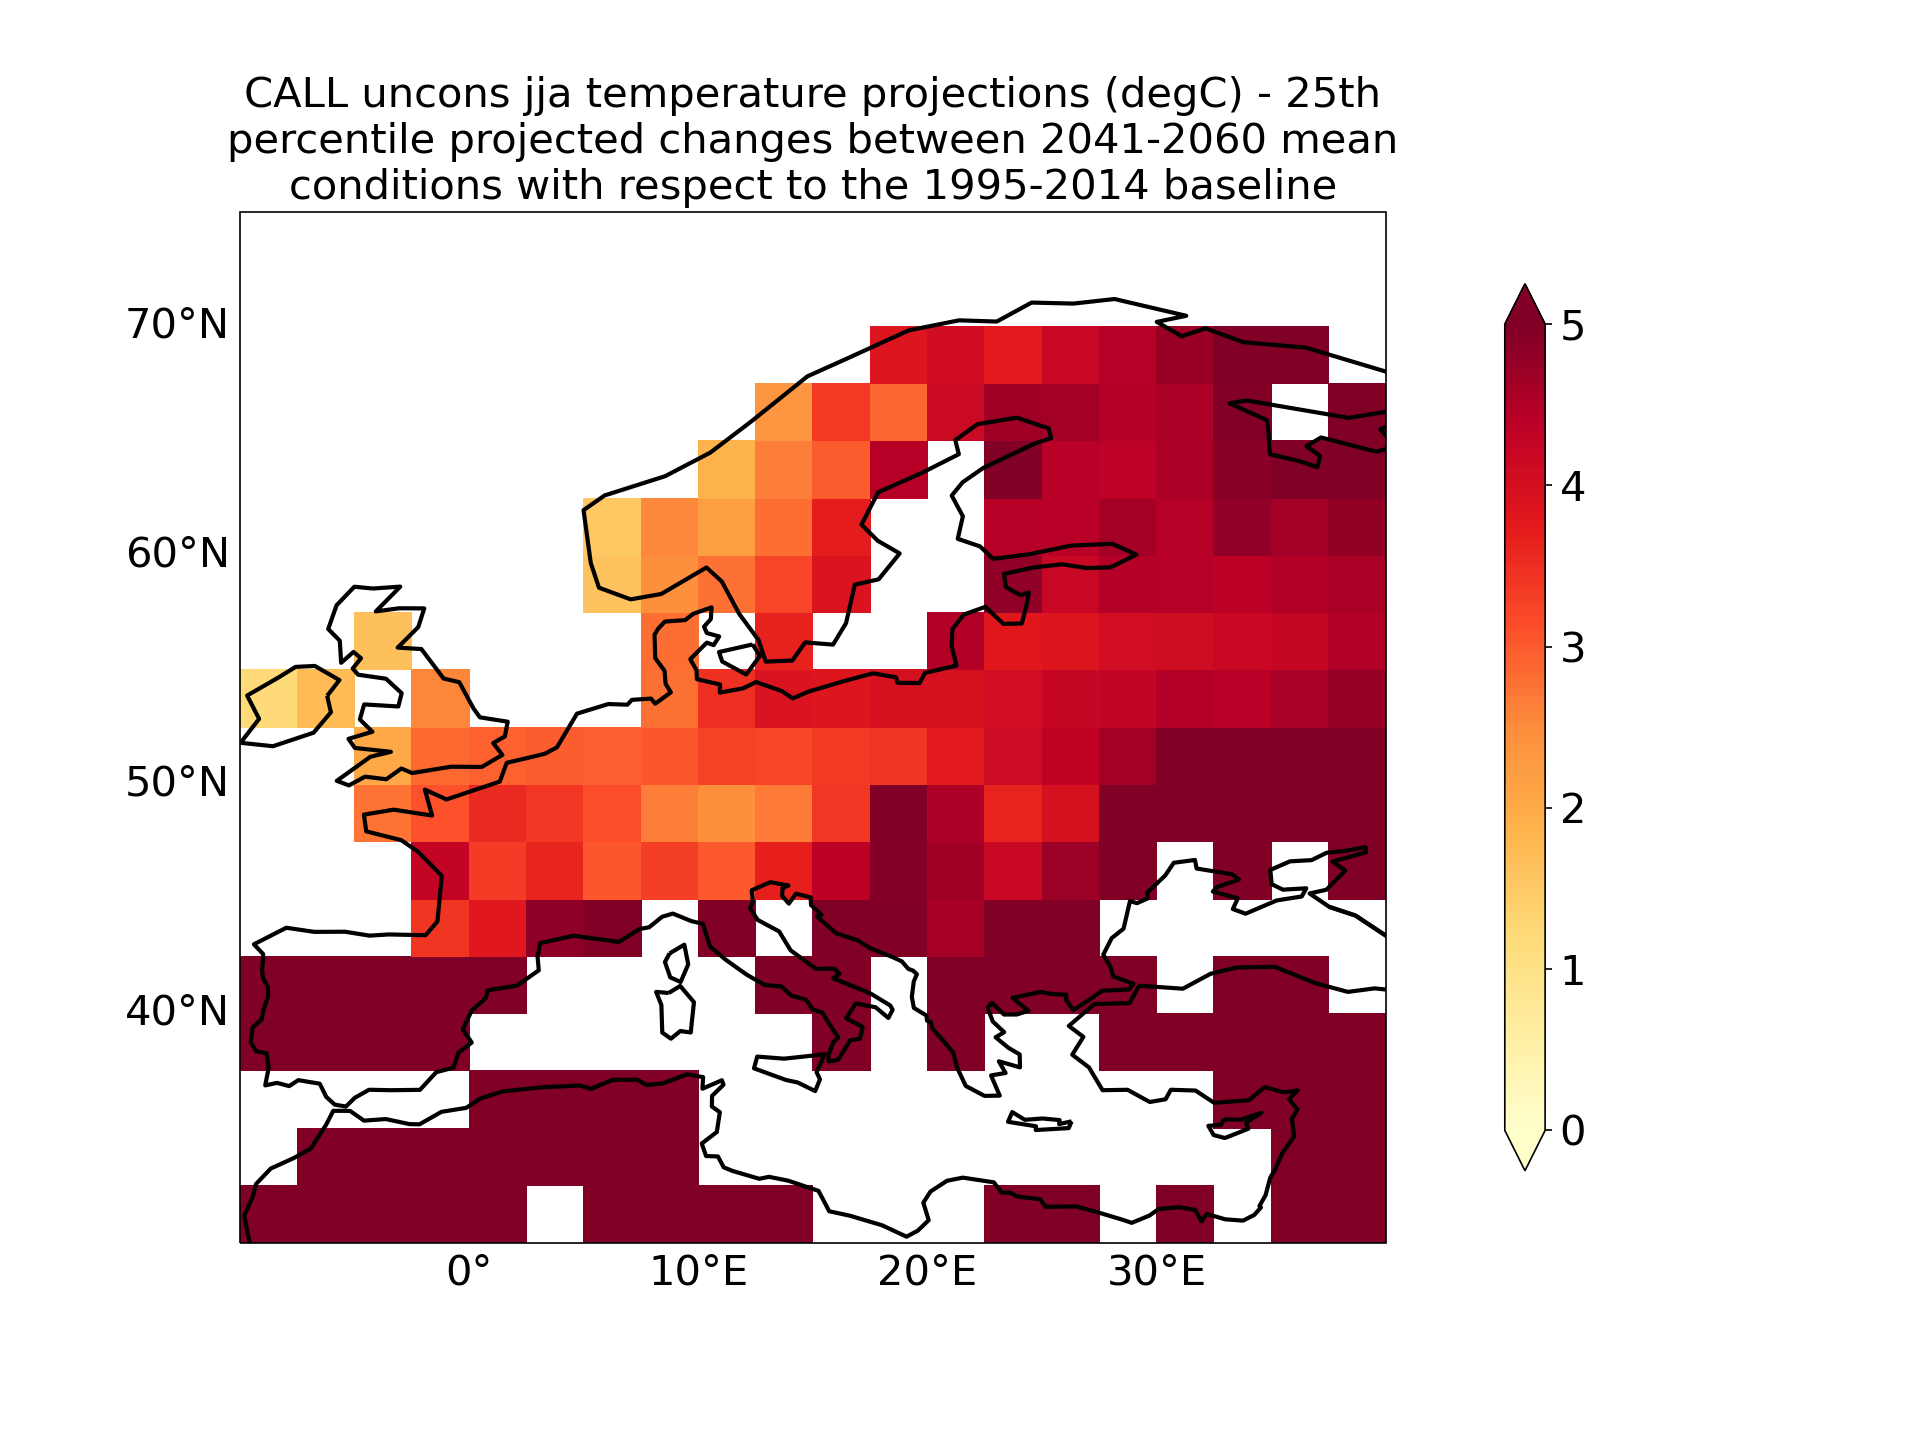 CALL uncons jja temperature projections (degC) - 25th
percentile projected changes between 2041-2060 mean
conditions with respect to the 1995-2014 baseline
70°N
60°N
50°N
40°N
0°
10°E
20°E
30°E
5
4
3
2
1
0